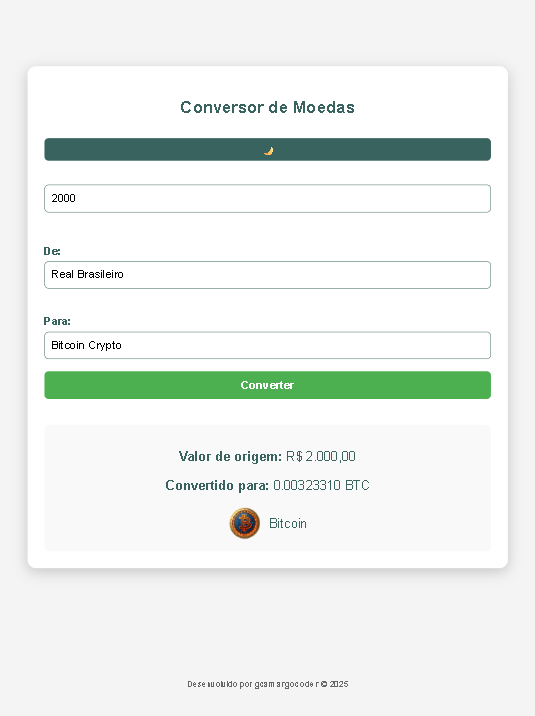 Conversor de Moedas
2000
De:
Real Brasileiro
Para:
Bitcoin Crypto
Converter
Valor de origem: R$ 2.000,00
Convertido para: 0.00323310 BTC
Bitcoin
Desenvolvido por gcamargocoder © 2025